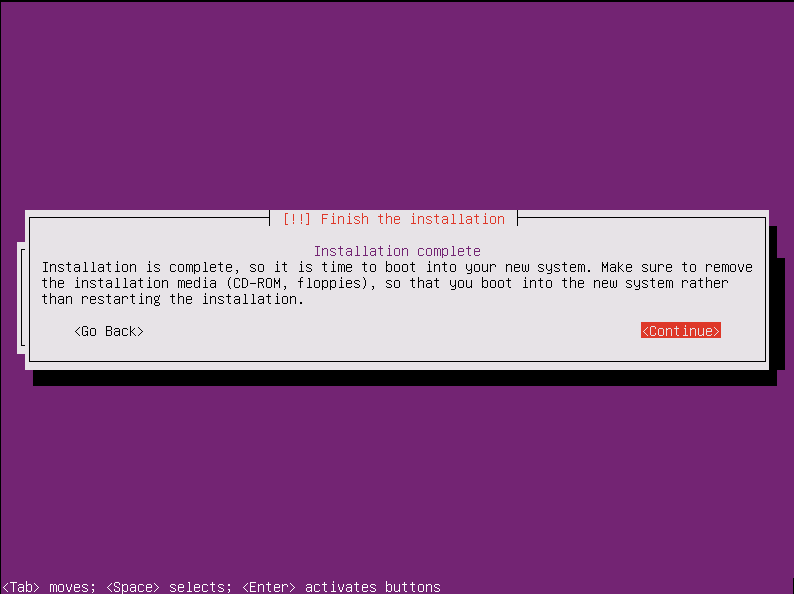 [!!] Finish the installation
Installation complete
Installation is complete, so it is time to boot into your new system. Make sure to remove
the installation media (CD-ROM, floppies), so that you boot into the new system rather
than restarting the installation.
<Go Back> <Continue>
<Tab> moves; <Space> selects; <Enter> activates buttons